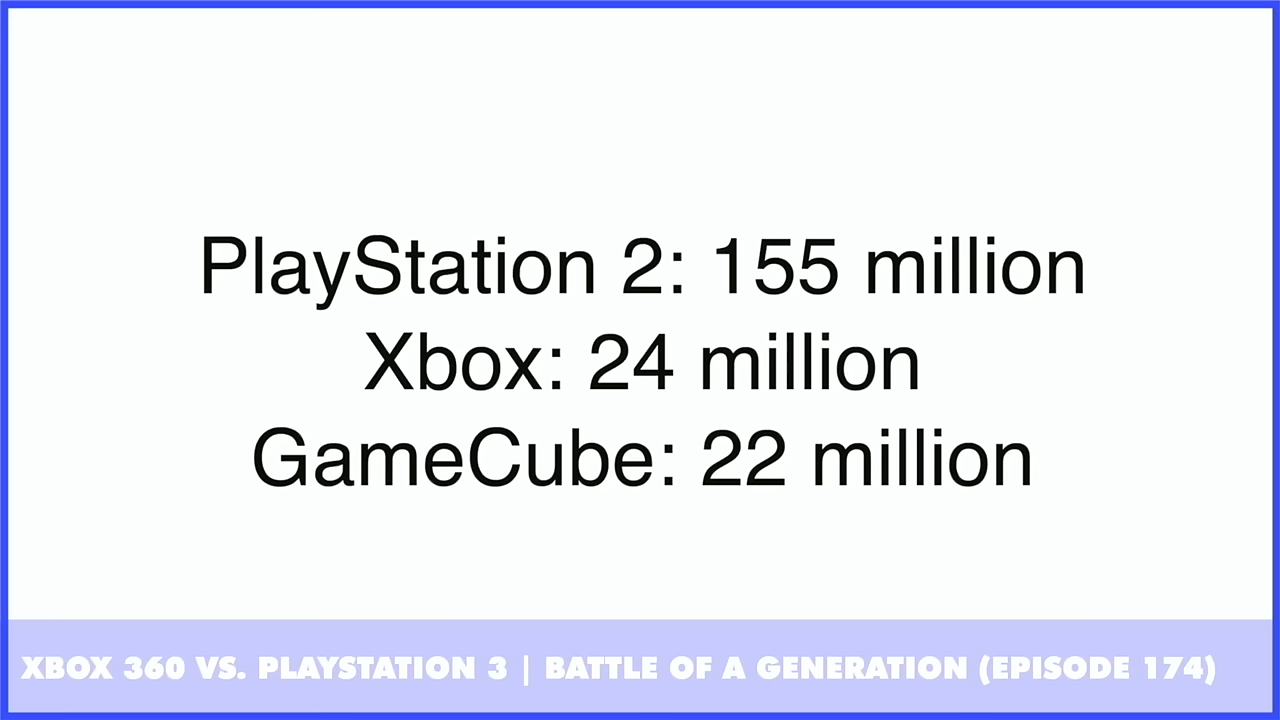 PlayStation 2: 155 million
Xbox: 24 million
GameCube: 22 million
XBOX 360 VS. PLAYSTATION 3 | BATTLE OF A GENERATION (EPISODE 174)